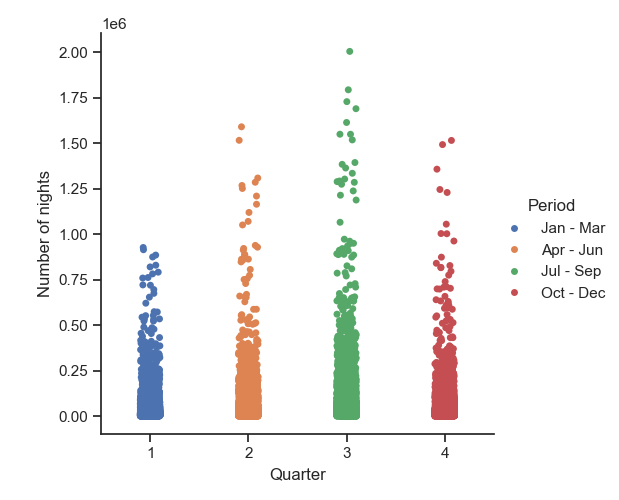 1e6
2.00
1.75
1.50
1.25
1.00
0.75
0.50
0.25
0.00
Number of nights
1 2 3 4
Quarter
Period
Jan - Mar
Apr - Jun
Jul - Sep
Oct - Dec